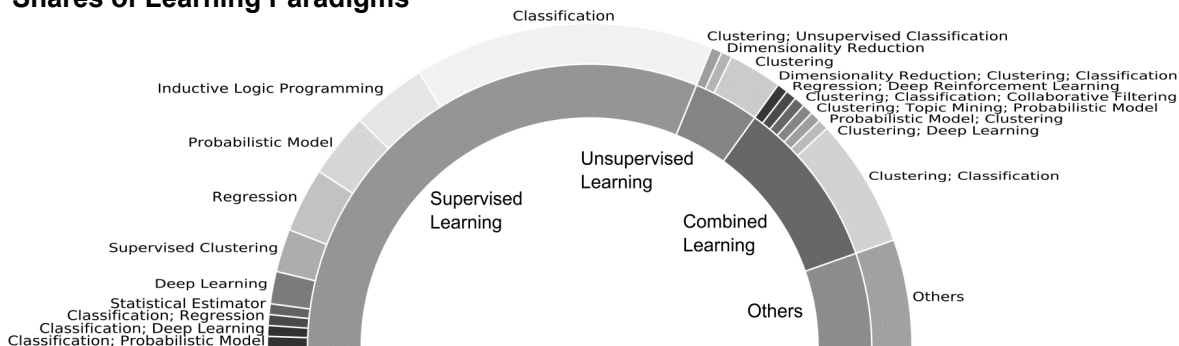 Shares of Learning Paradigms
Classification
Inductive Logic Programming
Probabilistic Model
Regression
Supervised Clustering
Deep Learning
Statistical Estimator
Classification; Regression
Classification; Deep Learning
Classification; Probabilistic Model
Clustering; Unsupervised Classification
Dimensionality Reduction
Clustering
Dimensionality Reduction; Clustering; Classification
Regression; Deep Reinforcement Learning
Clustering; Classification; Collaborative Filtering
Clustering; Topic Mining; Probabilistic Model
Probabilistic Model; Clustering
Clustering; Deep Learning
Clustering; Classification
Others
Supervised
Learning
Unsupervised
Learning
Combined
Learning
Others